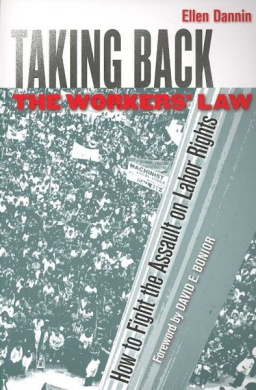 Ellen Dannin
TAKING BACK
THE WORKERS' LAW
How to Fight the Assault on Labor Rights
Foreword by DAVID E. BONIOR
MACHINIST